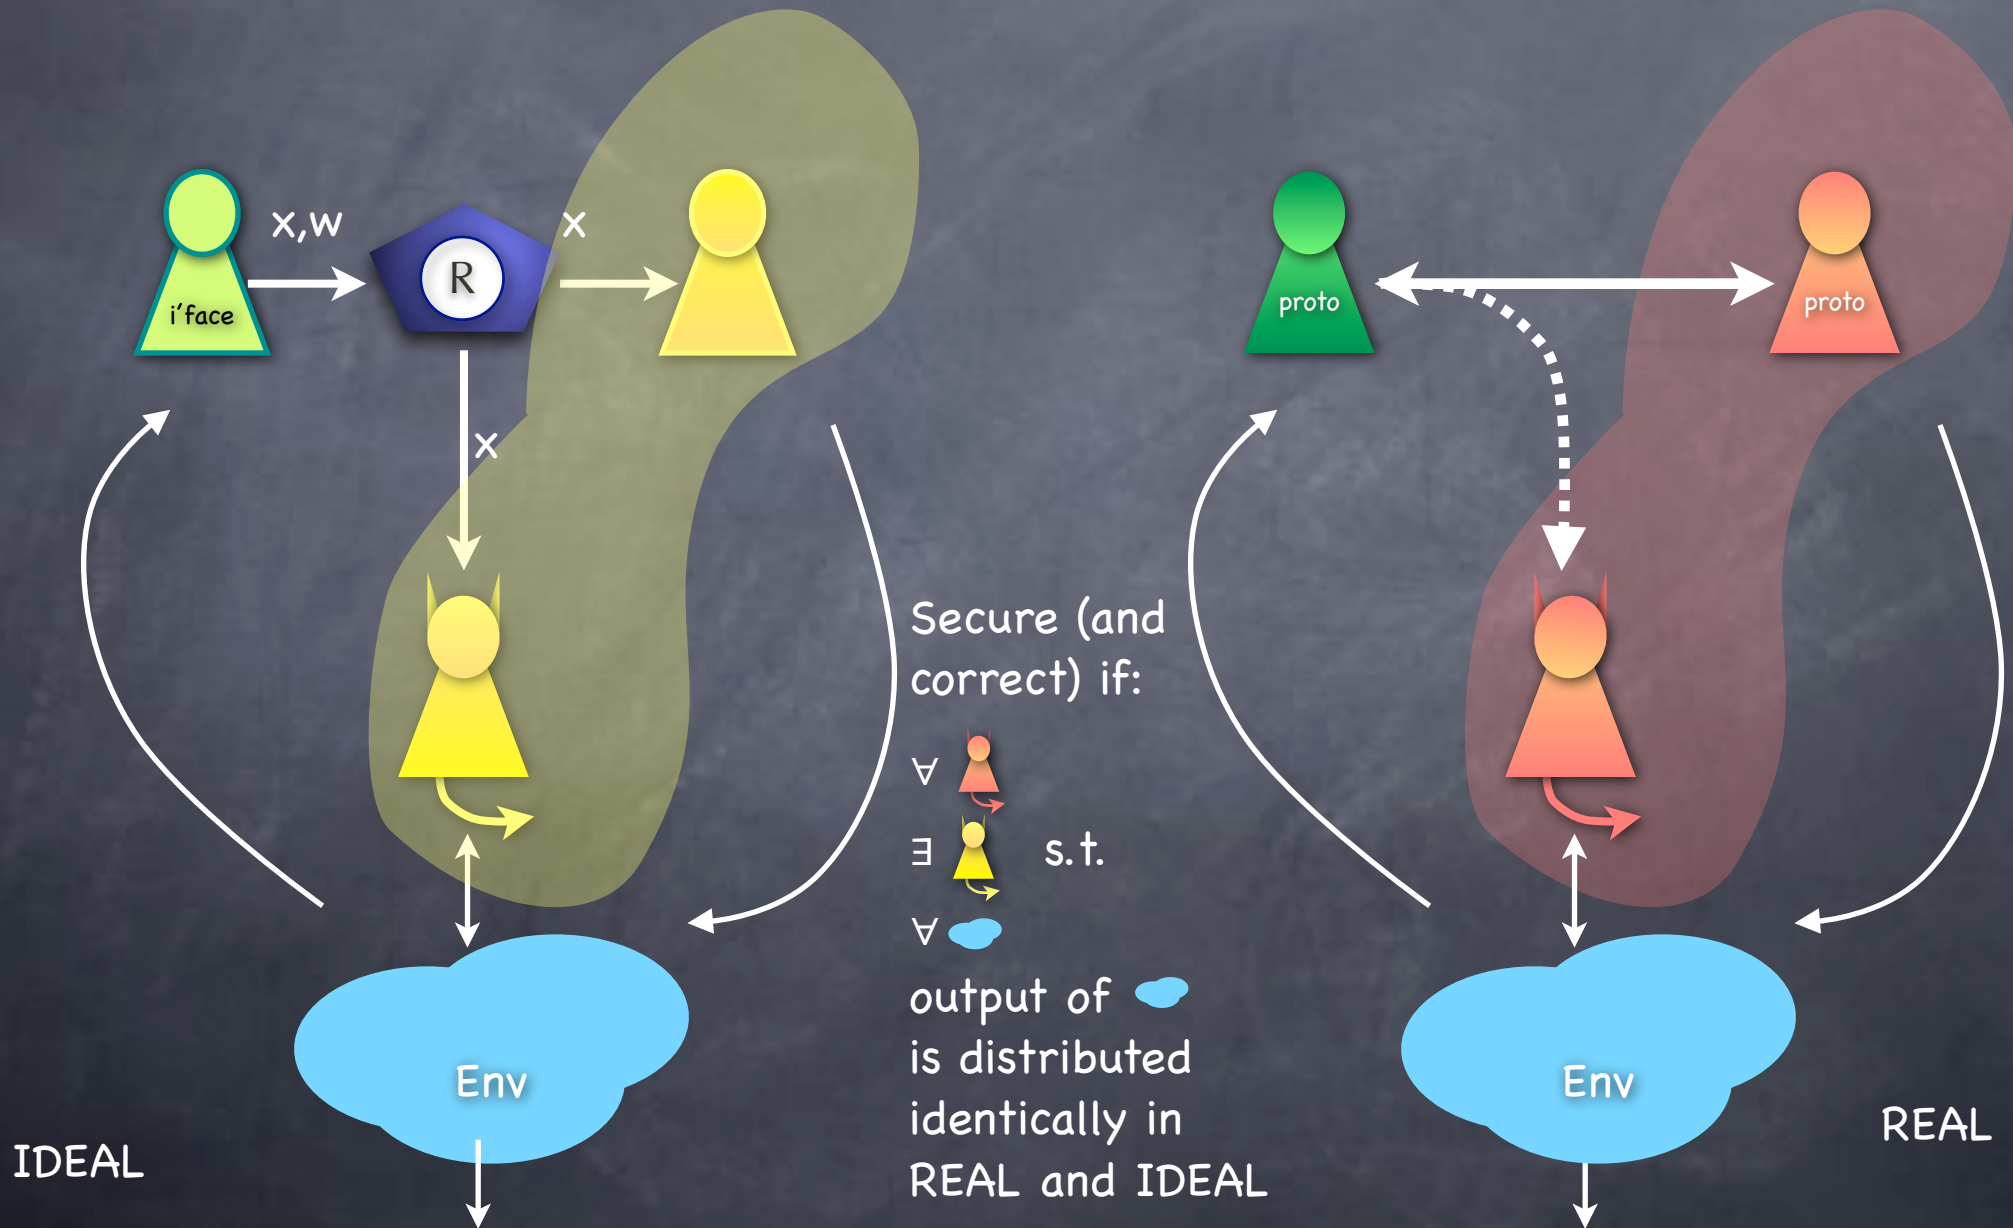 x,w
R
x
i'face
x
proto
proto
Secure (and
correct) if:
∀
∃ s.t.
∀
output of
is distributed
identically in
REAL and IDEAL
Env
Env
IDEAL
REAL